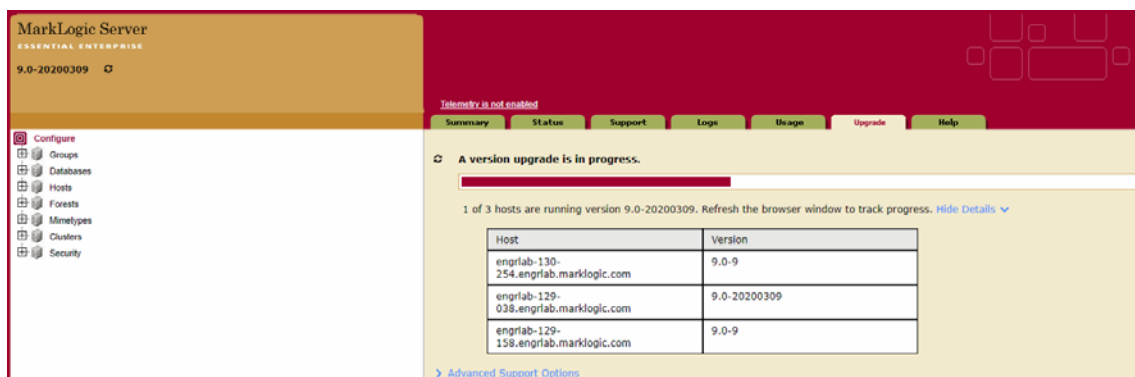 MarkLogic Server
ESSENTIAL ENTERPRISE
9.0-20200309
Telemetry is not enabled
Summary Status Support Logs Usage Upgrade Help
Configure
Groups
Databases
Hosts
Forests
Mimetypes
Clusters
Security
A version upgrade is in progress.
1 of 3 hosts are running version 9.0-20200309. Refresh the browser window to track progress. Hide Details
Host Version
engrlab-130-
254.engrlab.marklogic.com 9.0-9
engrlab-129-
038.engrlab.marklogic.com 9.0-20200309
engrlab-129-
158.engrlab.marklogic.com 9.0-9
Advanced Support Options